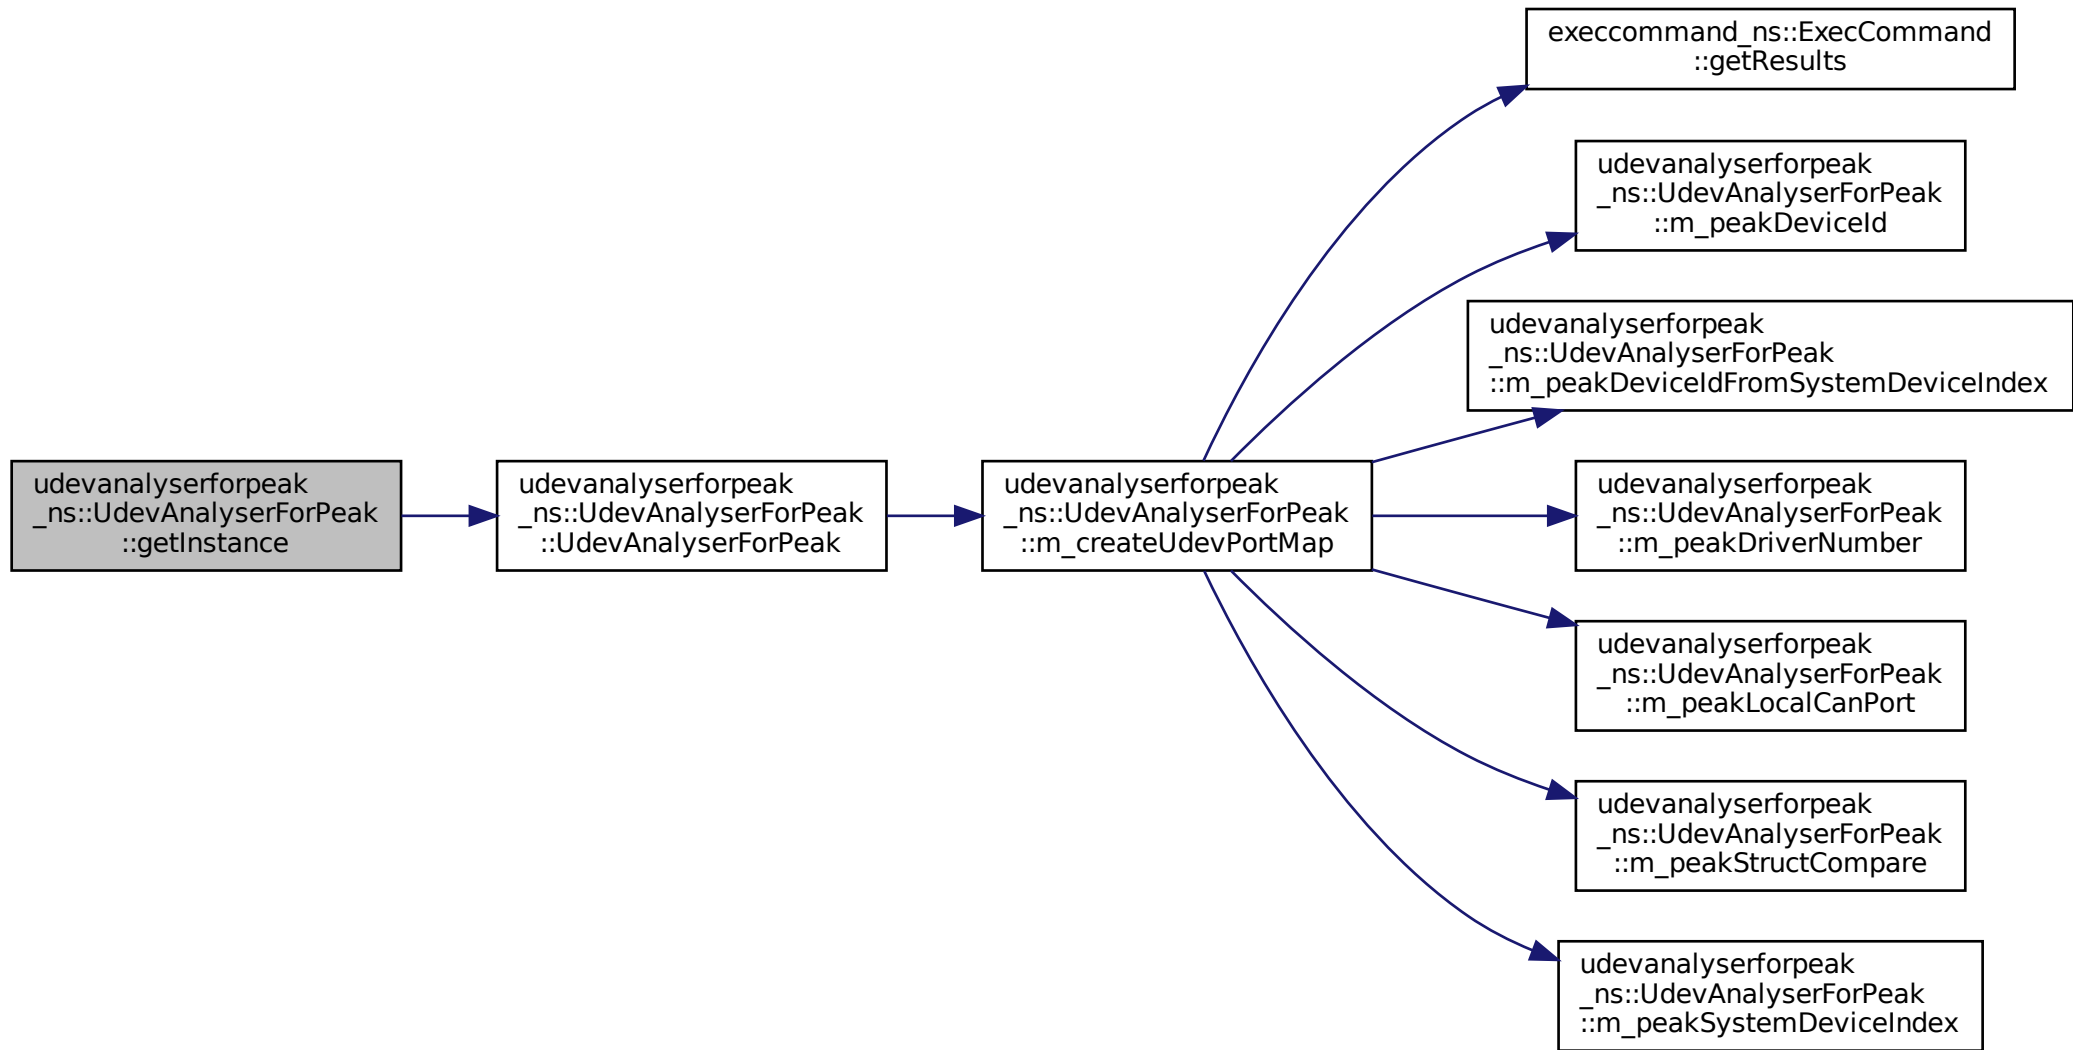 udevanalyserforpeak
_ns::UdevAnalyserForPeak
::getInstance
udevanalyserforpeak
_ns::UdevAnalyserForPeak
::UdevAnalyserForPeak
udevanalyserforpeak
_ns::UdevAnalyserForPeak
::m_createUdevPortMap
execcommand_ns::ExecCommand
::getResults
udevanalyserforpeak
_ns::UdevAnalyserForPeak
::m_peakDeviceId
udevanalyserforpeak
_ns::UdevAnalyserForPeak
::m_peakDeviceIdFromSystemDeviceIndex
udevanalyserforpeak
_ns::UdevAnalyserForPeak
::m_peakDriverNumber
udevanalyserforpeak
_ns::UdevAnalyserForPeak
::m_peakLocalCanPort
udevanalyserforpeak
_ns::UdevAnalyserForPeak
::m_peakStructCompare
udevanalyserforpeak
_ns::UdevAnalyserForPeak
::m_peakSystemDeviceIndex